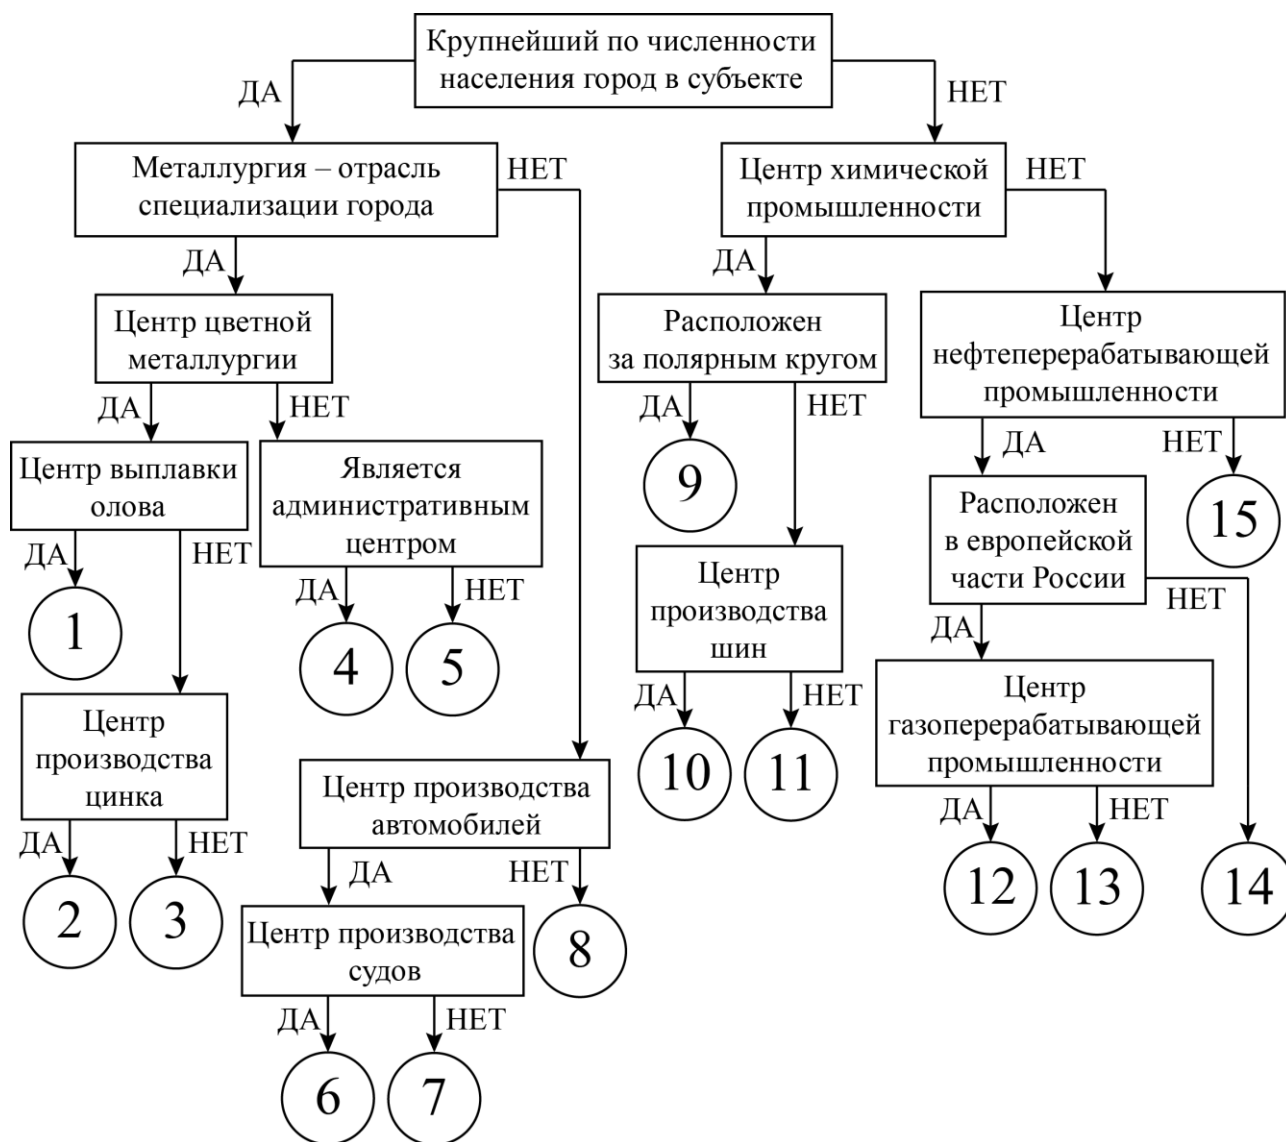 Крупнейший по численности
населения город в субъекте
ДА
НЕТ
Металлургия – отрасль
специализации города
НЕТ
Центр химической
промышленности
НЕТ
ДА
ДА
Центр цветной
металлургии
Расположен
за полярным кругом
Центр
нефтеперерабатывающей
промышленности
ДА
НЕТ
ДА
НЕТ
ДА
НЕТ
Центр выплавки
олова
Является
административным
центром
9
Расположен
в европейской
части России
15
ДА
НЕТ
ДА
НЕТ
Центр
производства
шин
НЕТ
1
4
5
ДА
ДА
НЕТ
Центр
производства
цинка
Центр
газоперерабатывающей
промышленности
10
11
Центр производства
автомобилей
ДА
НЕТ
ДА
НЕТ
ДА
НЕТ
2
3
12
13
14
Центр производства
судов
8
ДА
НЕТ
6
7